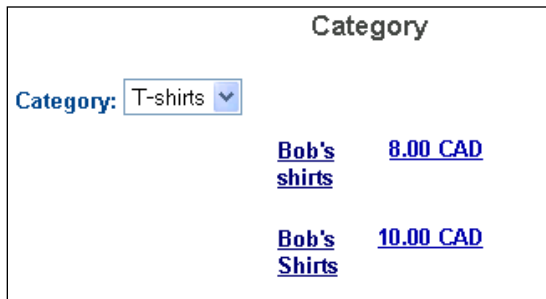 Category
Category: T-shirts
Bob's 8.00 CAD
shirts
Bob's 10.00 CAD
Shirts